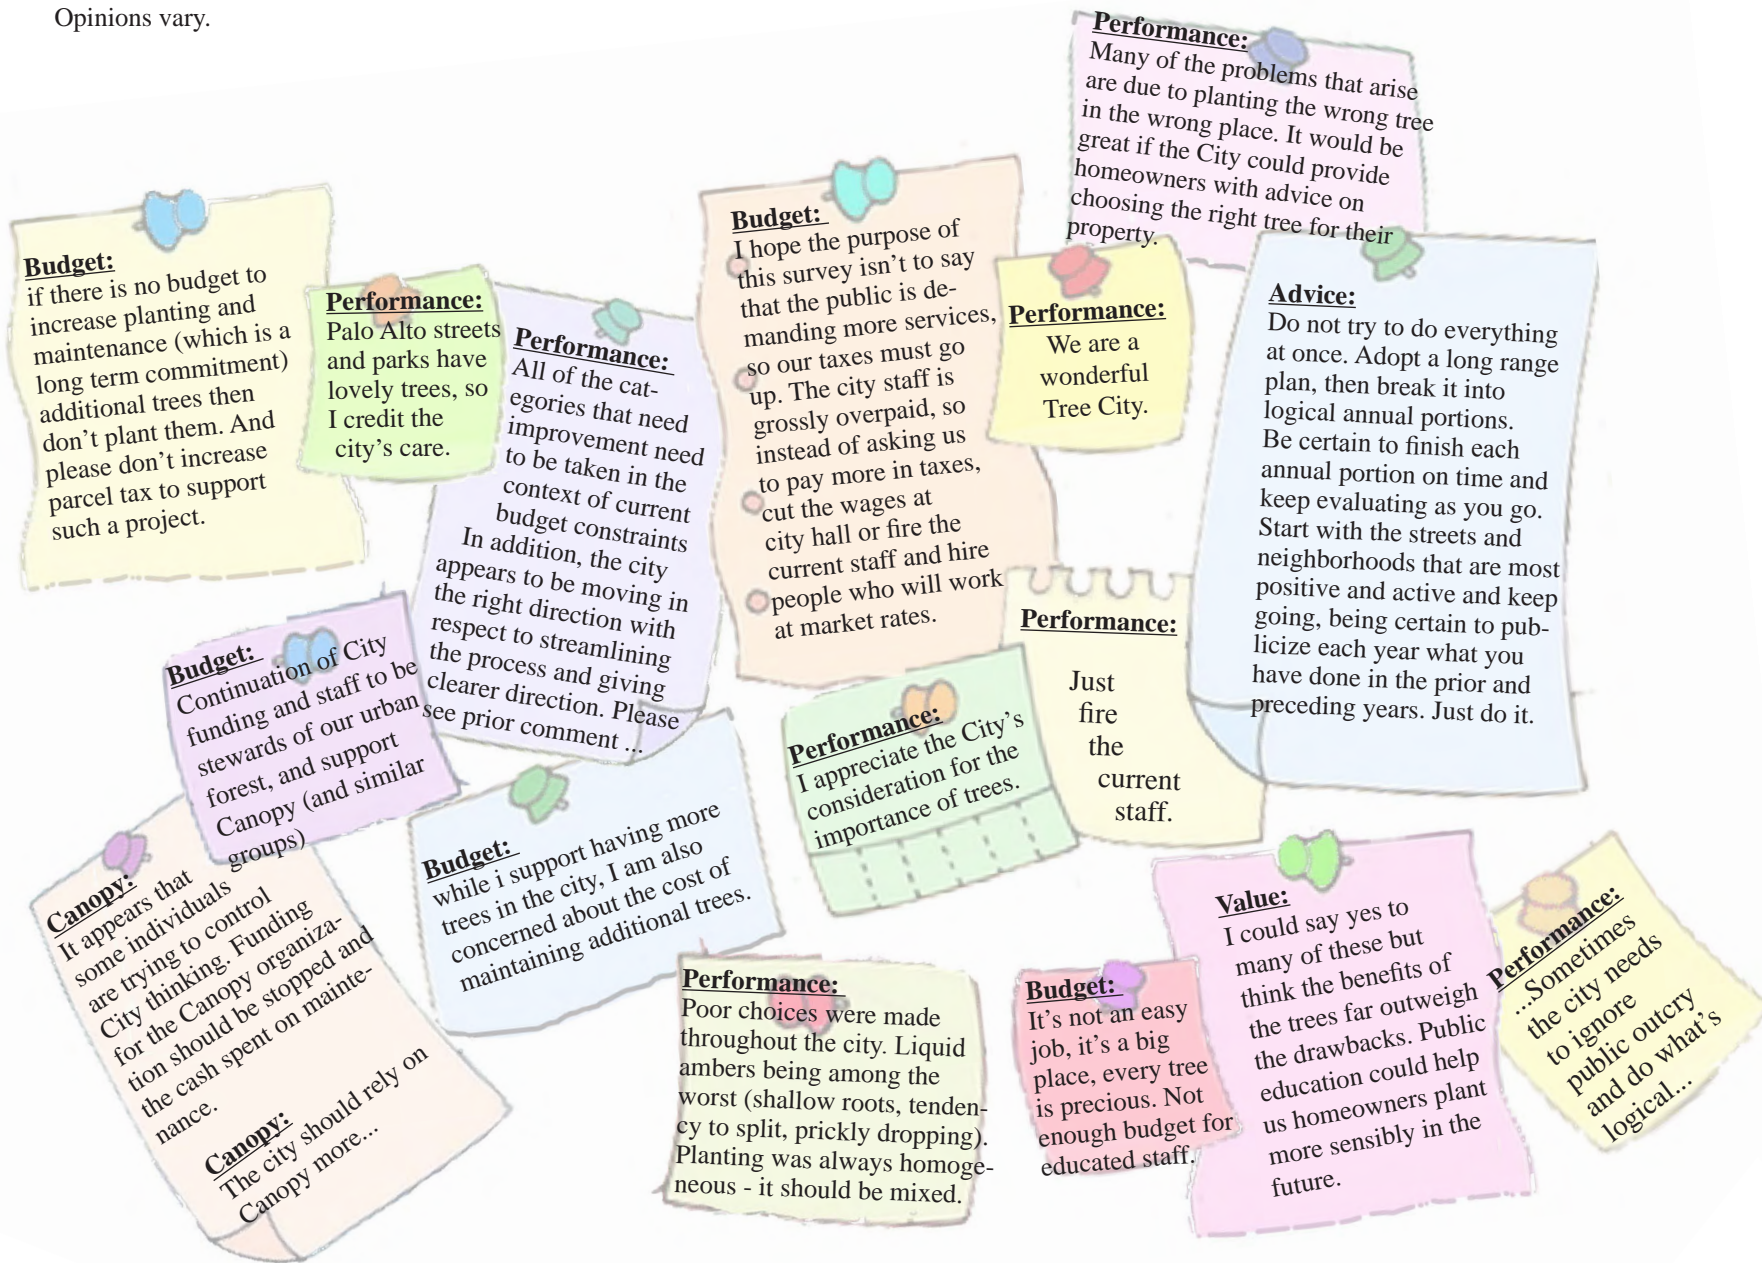 Opinions vary.
Budget:
if there is no budget to
increase planting and
maintenance (which is a
long term commitment)
additional trees then
don't plant them. And
please don't increase
parcel tax to support
such a project.
Performance:
Palo Alto streets
and parks have
lovely trees, so
I credit the
city's care.
Performance:
All of the cat-
egories that need
improvement need
to be taken in the
context of current
budget constraints
In addition, the city
appears to be moving in
the right direction with
respect to streamlining
the process and giving
clearer direction. Please
see prior comment ...
Budget:
I hope the purpose of
this survey isn't to say
that the public is de-
manding more services,
so our taxes must go
up. The city staff is
grossly overpaid, so
instead of asking us
to pay more in taxes,
cut the wages at
city hall or fire the
current staff and hire
people who will work
at market rates.
Performance:
Many of the problems that arise
are due to planting the wrong tree
in the wrong place. It would be
great if the City could provide
homeowners with advice on
choosing the right tree for their
property.
Performance:
We are a
wonderful
Tree City.
Advice:
Do not try to do everything
at once. Adopt a long range
plan, then break it into
logical annual portions.
Be certain to finish each
annual portion on time and
keep evaluating as you go.
Start with the streets and
neighborhoods that are most
positive and active and keep
going, being certain to pub-
licize each year what you
have done in the prior and
preceding years. Just do it.
Budget:
Continuation of City
funding and staff to be
stewards of our urban
forest, and support
Canopy (and similar
groups)
Performance:
I appreciate the City's
consideration for the
importance of trees.
Performance:
Just
fire
the
current
staff.
Canopy:
It appears that
some individuals
are trying to control
City thinking. Funding
for the Canopy organiza-
tion should be stopped and
the cash spent on mainte-
nance.
Canopy:
The city should rely on
Canopy more...
Budget:
while i support having more
trees in the city, I am also
concerned about the cost of
maintaining additional trees.
Performance:
Poor choices were made
throughout the city. Liquid
ambers being among the
worst (shallow roots, tenden-
cy to split, prickly dropping).
Planting was always homoge-
neous - it should be mixed.
Budget:
It's not an easy
job, it's a big
place, every tree
is precious. Not
enough budget for
educated staff.
Value:
I could say yes to
many of these but
think the benefits of
the trees far outweigh
the drawbacks. Public
education could help
us homeowners plant
more sensibly in the
future.
Performance:
...Sometimes
the city needs
to ignore
public outcry
and do what's
logical...